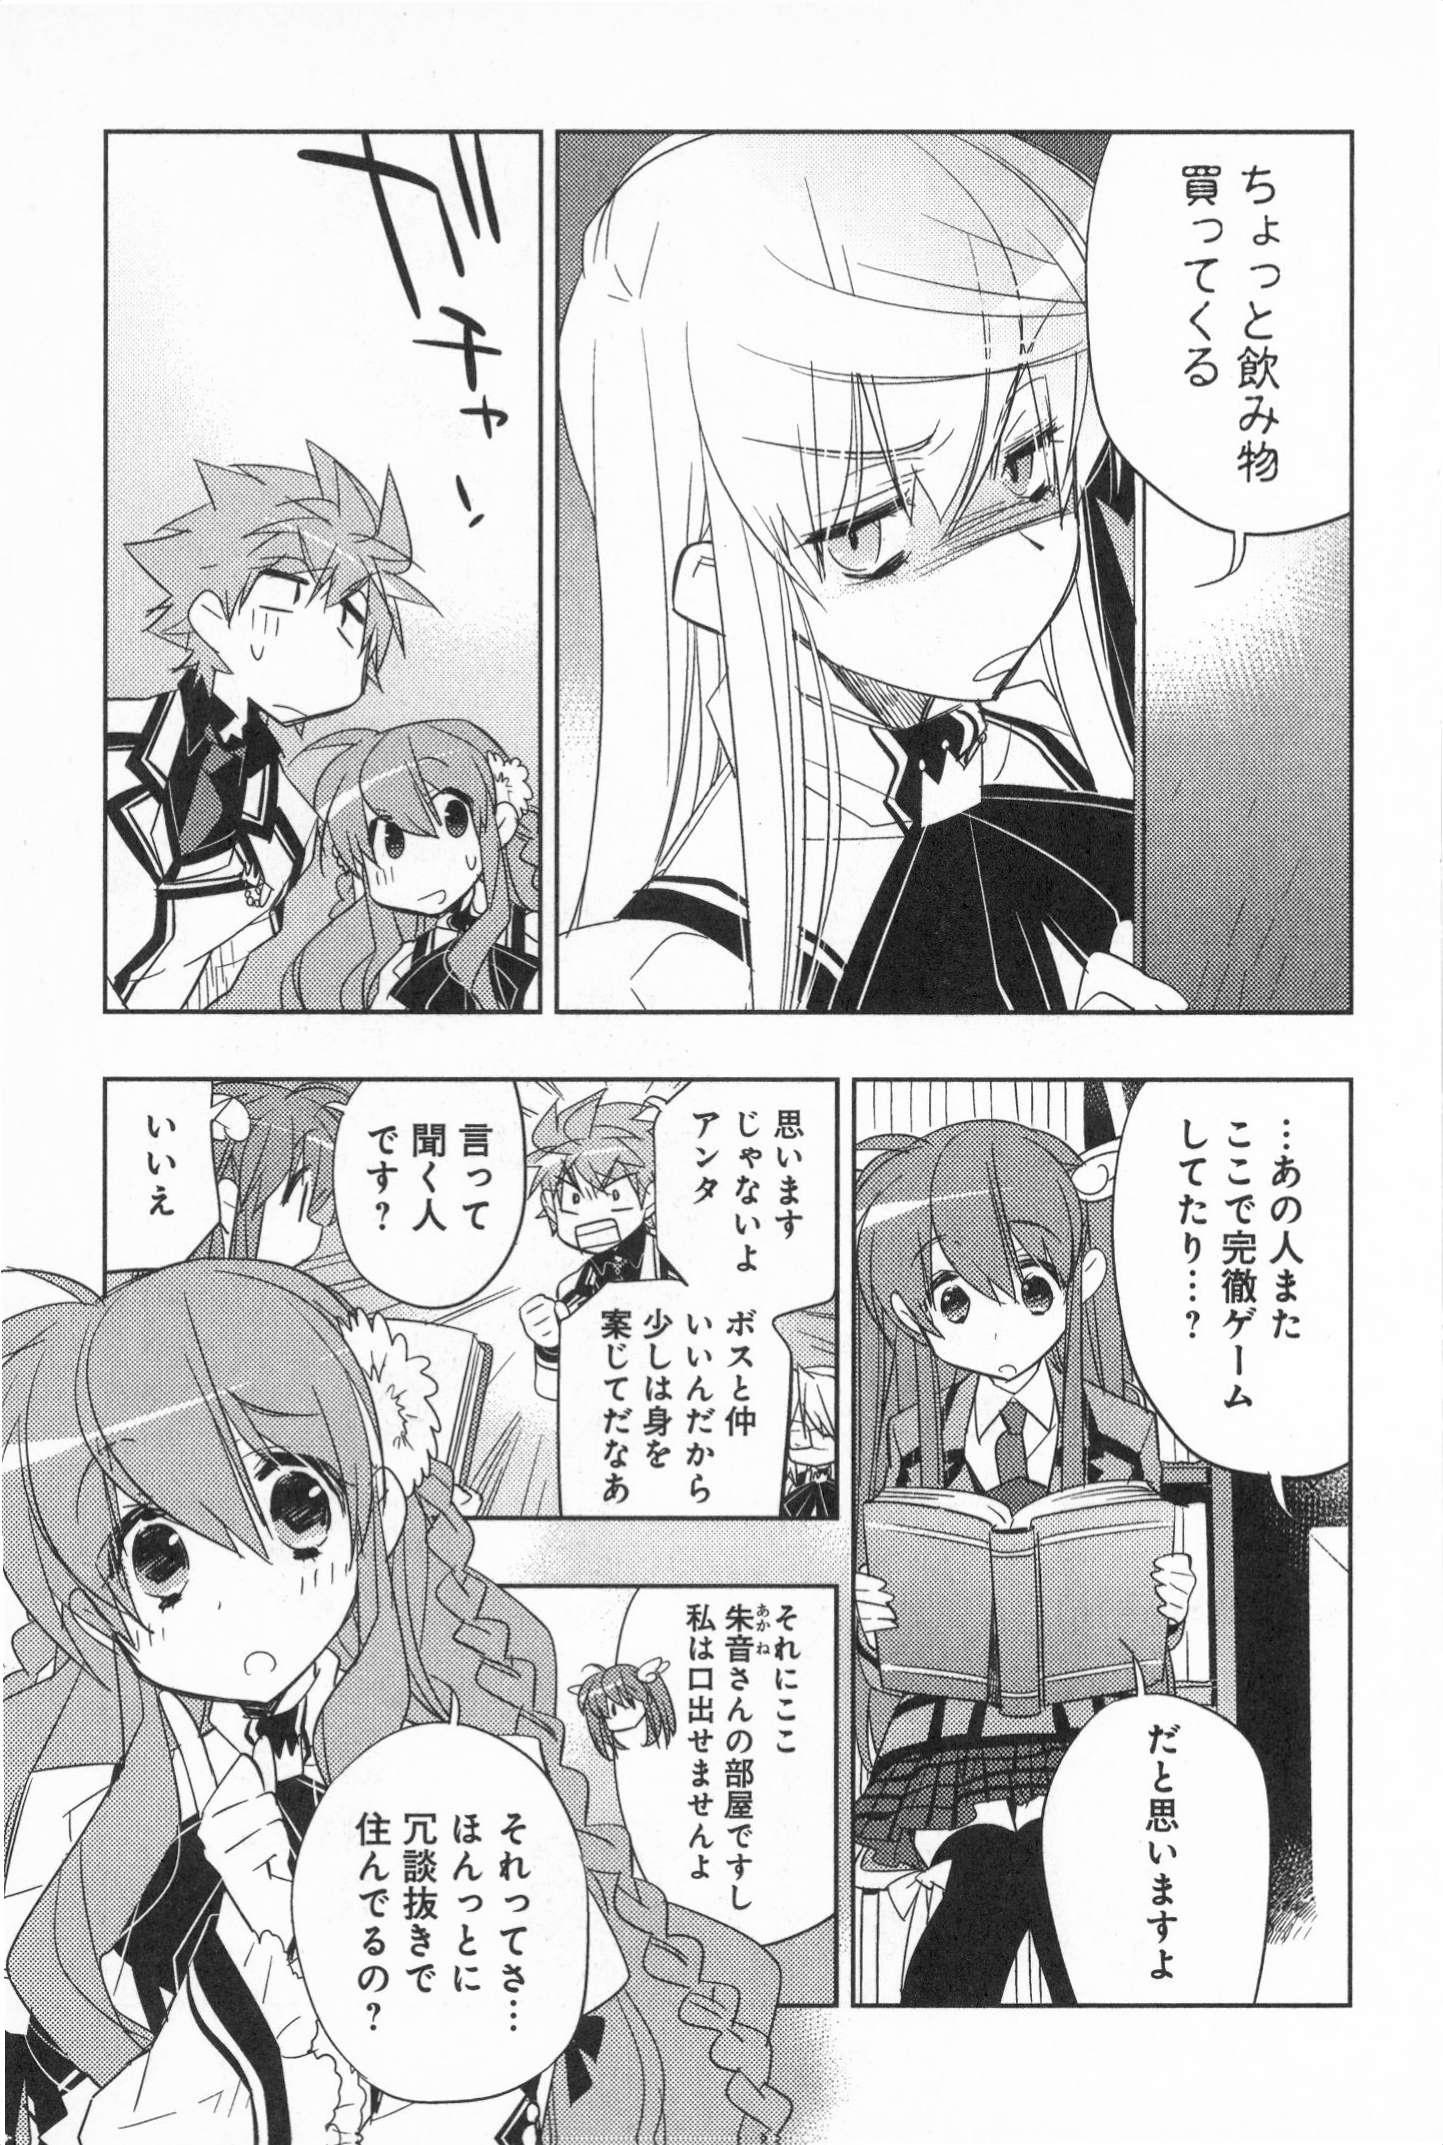 ちょっと飲み物
買ってくる
ガチャッ
…あの人また
ここで完徹ゲーム
してたり…？
だと思いますよ
思います
じゃないよ
アンタ
ボスと仲
いいんだから
少しは身を
案じてだなあ
言って
聞く人
です？
いいえ
それにここ
朱音さんの部屋ですし
あかね
私は口出せませんよ
それってさ…
ほんっとに
冗談抜きで
住んでるの？